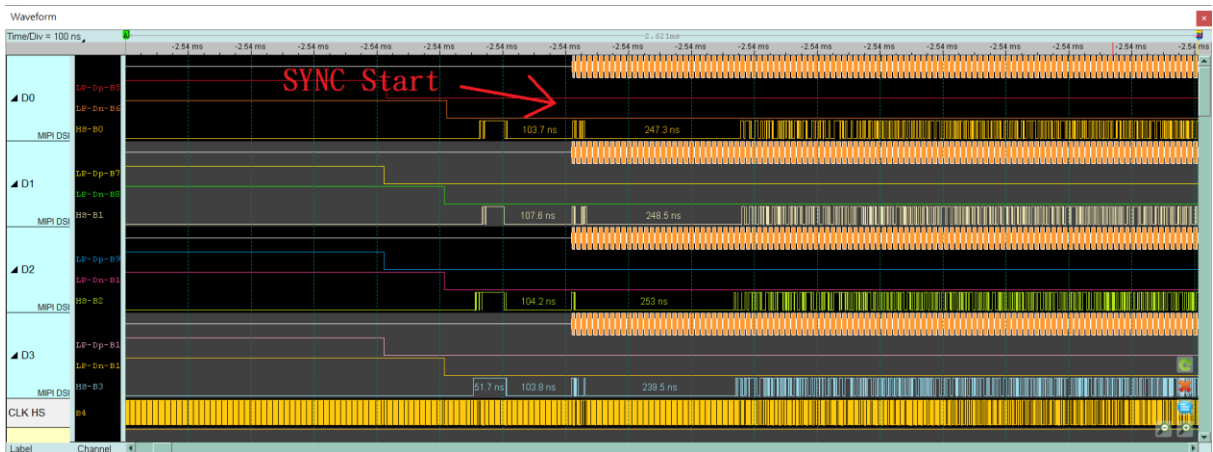 Waveform
Time/Div = 100 ns
-2.621ms
-2.54 ms -2.54 ms -2.54 ms -2.54 ms -2.54 ms -2.54 ms -2.54 ms -2.54 ms -2.54 ms -2.54 ms -2.54 ms -2.54 ms -2.54 ms -2.54 ms -2.54 ms -2.54 ms -2.54 ms
SYNC Start
D0
LP-Dp-B5
LP-Dn-B6
MIPI DSI
HS-B0
103.7 ns 247.3 ns
D1
LP-Dp-B7
LP-Dn-B8
MIPI DSI
HS-B1
107.6 ns 248.5 ns
D2
LP-Dp-B9
LP-Dn-B1
MIPI DSI
HS-B2
104.2 ns 253 ns
D3
LP-Dp-B1
LP-Dn-B1
MIPI DSI
HS-B3
51.7 ns 103.8 ns 239.5 ns
CLK HS B4
Label Channel